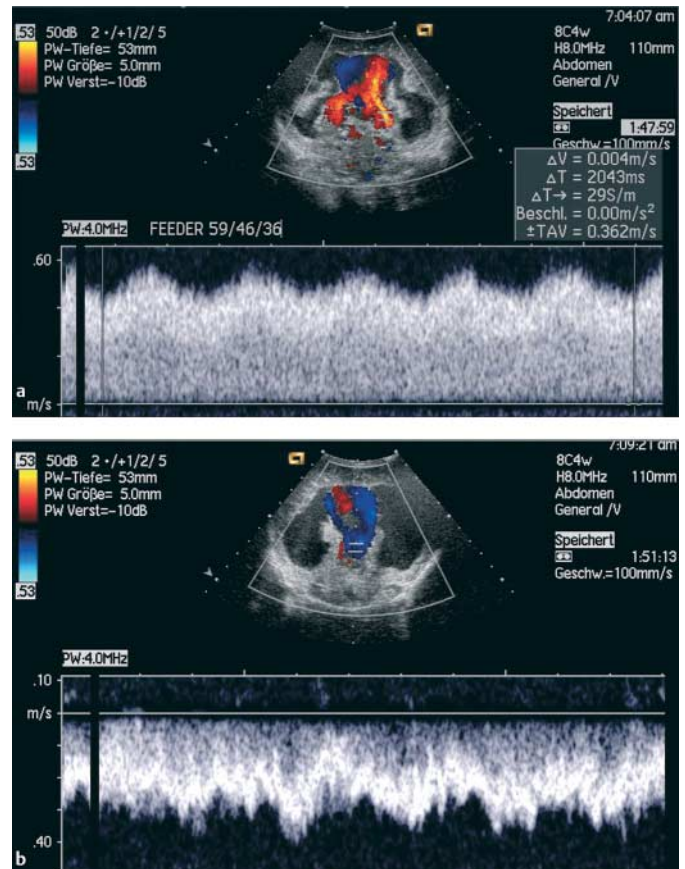 7:04:07 am
.53 50dB 2 •/+1/2/ 5
PW-Tiefe= 53mm
PW Größe= 5.0mm
PW Verst=-10dB
.53
8C4w
H8.0MHz 110mm
Abdomen
General /V
Speichert
1:47:59
Geschw.=100mm/s
ΔV = 0.004m/s
ΔT = 2043ms
ΔT→ = 29S/m
Beschl. = 0.00m/s²
±TAV = 0.362m/s
PW:4.0MHz FEEDER 59/46/36
.60
a
m/s
7:09:21 am
.53 50dB 2 •/+1/2/ 5
PW-Tiefe= 53mm
PW Größe= 5.0mm
PW Verst=-10dB
.53
8C4w
H8.0MHz 110mm
Abdomen
General /V
Speichert
1:51:13
Geschw.=100mm/s
PW:4.0MHz
.10
m/s
.40
b